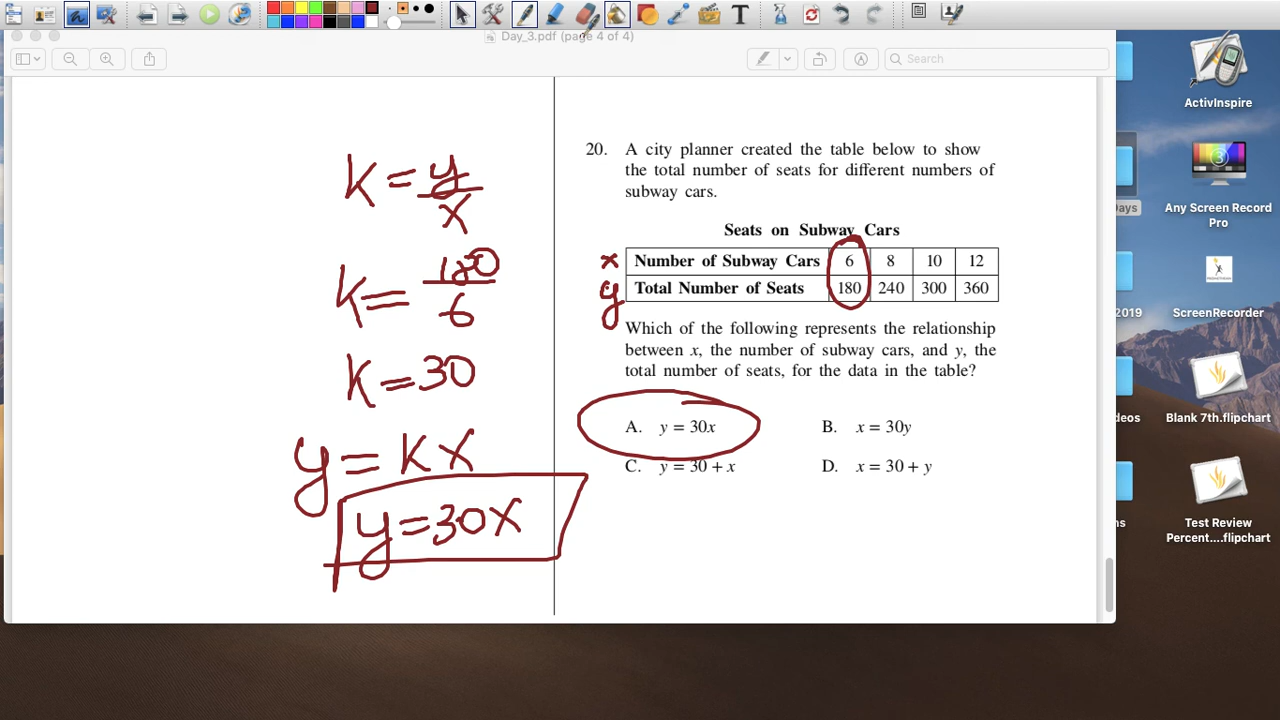 Day_3.pdf (page 4 of 4)
Search
K = y/x
K = 180/6
K = 30
y = Kx
y = 30x
20. A city planner created the table below to show
the total number of seats for different numbers of
subway cars.
Seats on Subway Cars
x Number of Subway Cars 6 8 10 12
y Total Number of Seats 180 240 300 360
Which of the following represents the relationship
between x, the number of subway cars, and y, the
total number of seats, for the data in the table?
A. y = 30x B. x = 30y
C. y = 30 + x D. x = 30 + y
ActivInspire
Days
Any Screen Record
Pro
2019
ScreenRecorder
deos
Blank 7th.flipchart
ns
Test Review
Percent....flipchart